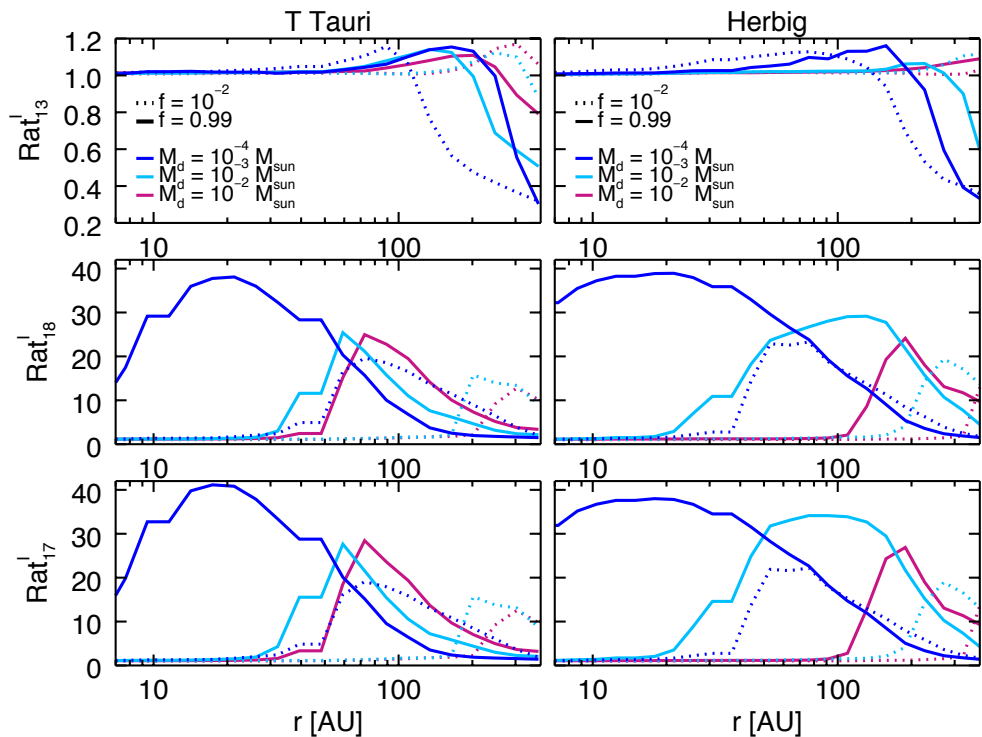 T Tauri Herbig
1.2
1.0
0.8
0.6
0.4
0.2
Rat^I_13
f = 10^-2
f = 0.99
M_d = 10^-4 M_sun
M_d = 10^-3 M_sun
M_d = 10^-2 M_sun
f = 10^-2
f = 0.99
M_d = 10^-4 M_sun
M_d = 10^-3 M_sun
M_d = 10^-2 M_sun
10 100 10 100
40
30
20
10
0
Rat^I_18
10 100 10 100
40
30
20
10
0
Rat^I_17
10 100 10 100
r [AU] r [AU]